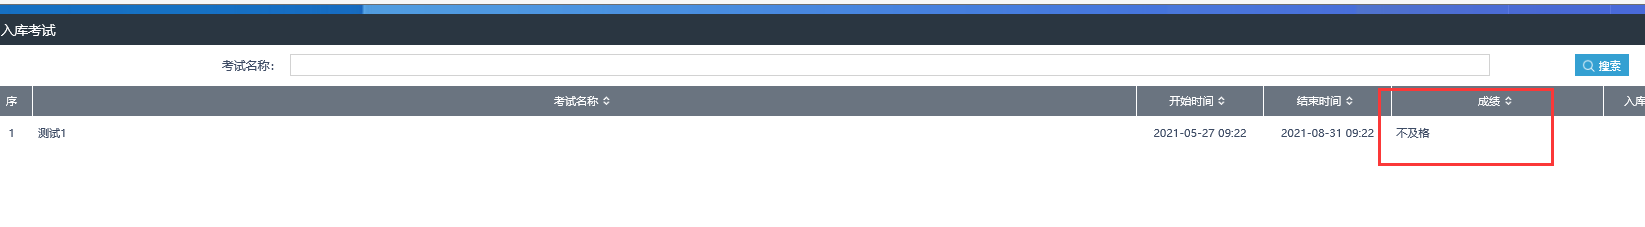 入库考试
考试名称：
搜索
序 考试名称 开始时间 结束时间 成绩 入库
1 测试1 2021-05-27 09:22 2021-08-31 09:22 不及格